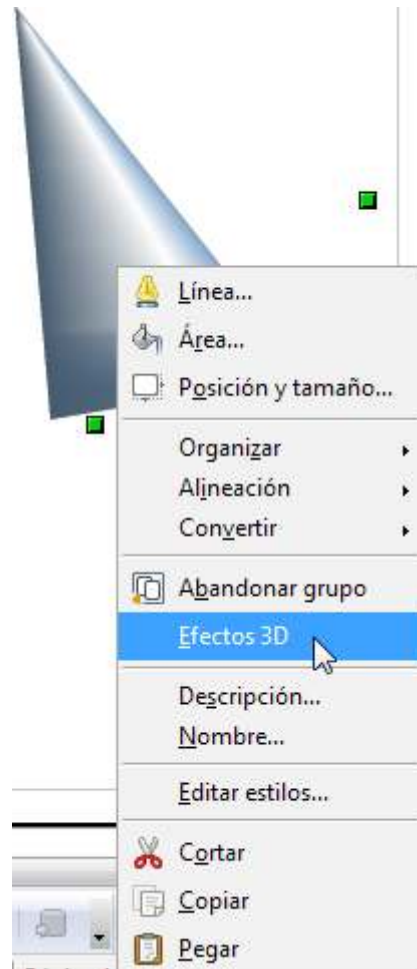 Línea...
Área...
Posición y tamaño...
Organizar
Alineación
Convertir
Abandonar grupo
Efectos 3D
Descripción...
Nombre...
Editar estilos...
Cortar
Copiar
Pegar